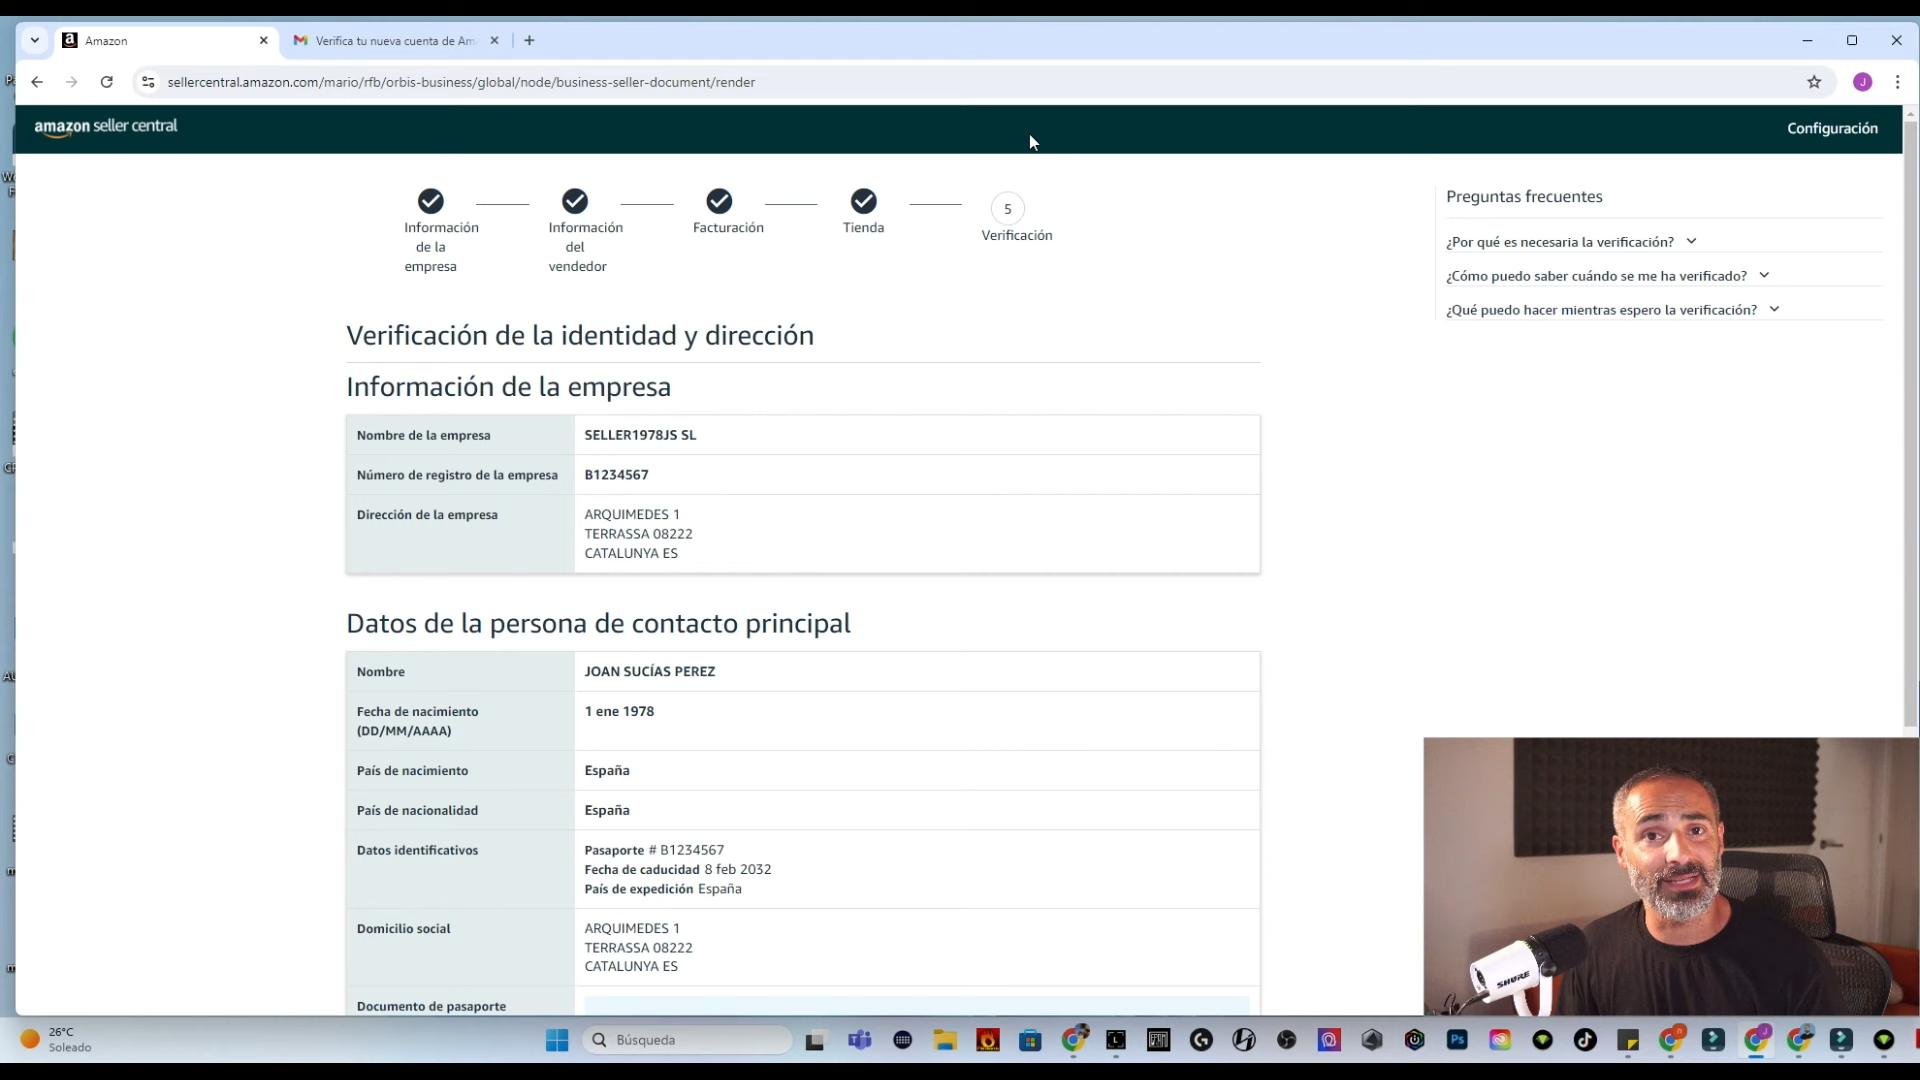 Amazon
Verifica tu nueva cuenta de Am
sellercentral.amazon.com/mario/rfb/orbis-business/global/node/business-seller-document/render
J
amazon seller central
Configuración
Información
de la
empresa
Información
del
vendedor
Facturación
Tienda
5
Verificación
Preguntas frecuentes
¿Por qué es necesaria la verificación?
¿Cómo puedo saber cuándo se me ha verificado?
¿Qué puedo hacer mientras espero la verificación?
Verificación de la identidad y dirección
Información de la empresa
Nombre de la empresa
SELLER1978JS SL
Número de registro de la empresa
B1234567
Dirección de la empresa
ARQUIMEDES 1
TERRASSA 08222
CATALUNYA ES
Datos de la persona de contacto principal
Nombre
JOAN SUCÍAS PEREZ
Fecha de nacimiento
(DD/MM/AAAA)
1 ene 1978
País de nacimiento
España
País de nacionalidad
España
Datos identificativos
Pasaporte # B1234567
Fecha de caducidad 8 feb 2032
País de expedición España
Domicilio social
ARQUIMEDES 1
TERRASSA 08222
CATALUNYA ES
Documento de pasaporte
SHURE
26°C
Soleado
Búsqueda
Ps